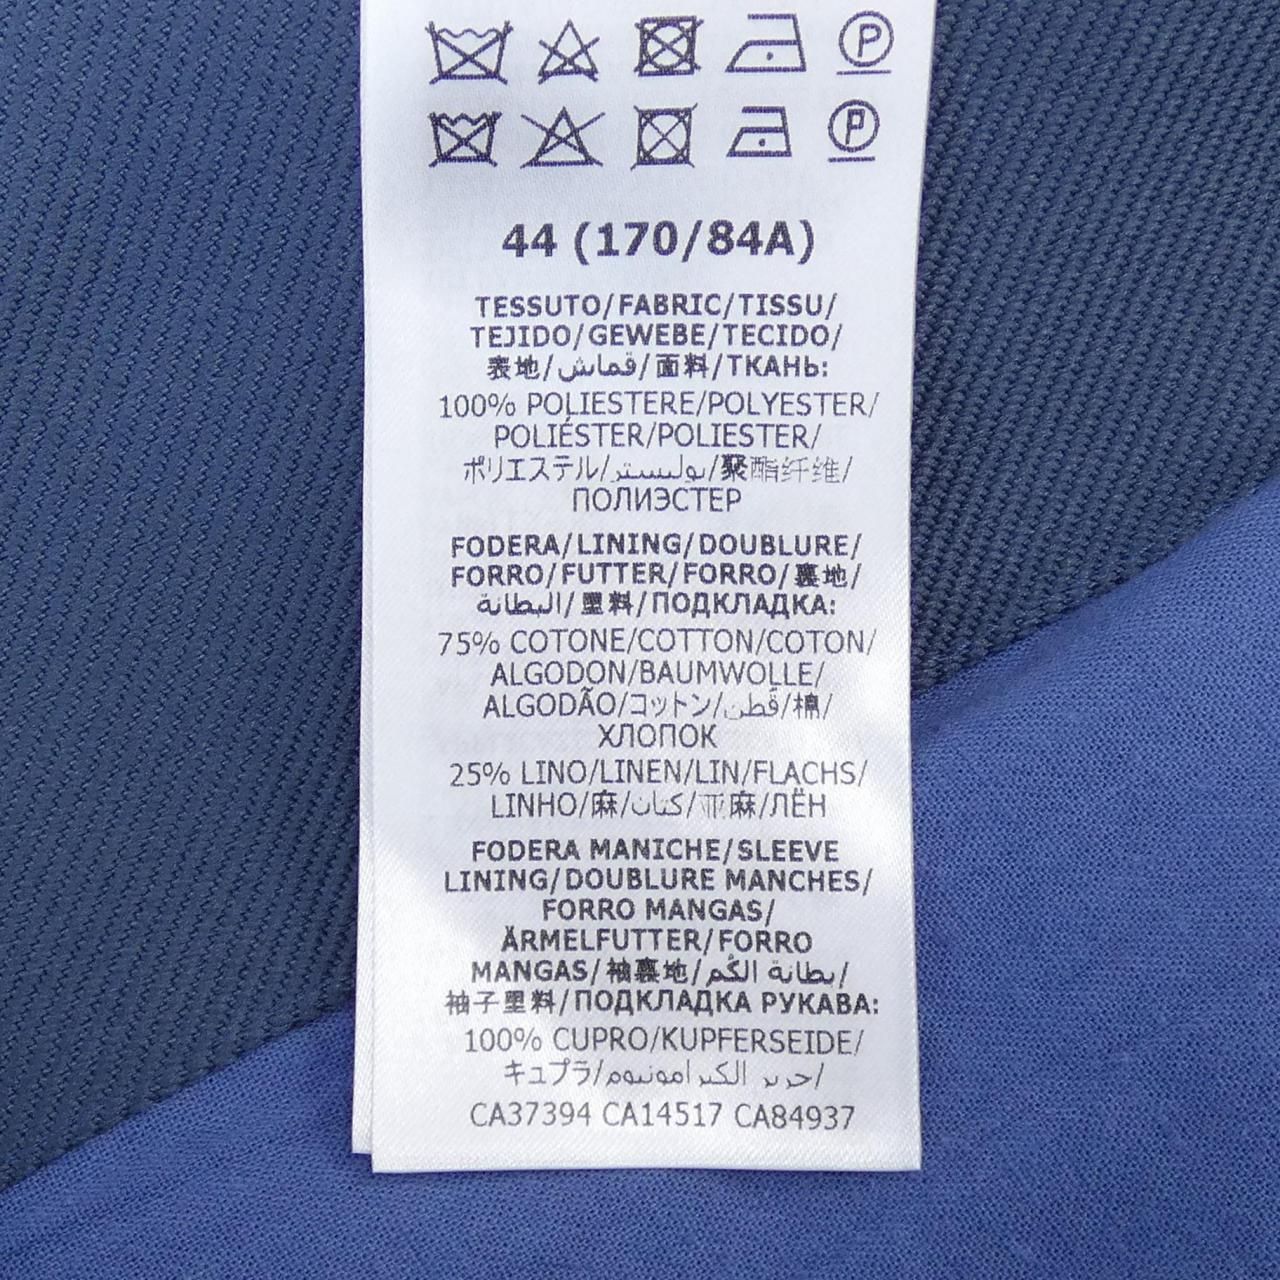 44 (170/84A)
TESSUTO/FABRIC/TISSU/
TEJIDO/GEWEBE/TECIDO/
表地/قماش/面料/ТКАНЬ:
100% POLIESTERE/POLYESTER/
POLIÉSTER/POLIESTER/
ポリエステル/بوليستر/聚酯纤维/
ПОЛИЭСТЕР
FODERA/LINING/DOUBLURE/
FORRO/FUTTER/FORRO/裏地/
البطانة/里料/ПОДКЛАДКА:
75% COTONE/COTTON/COTON/
ALGODON/BAUMWOLLE/
ALGODÃO/コットン/قطن/棉/
ХЛОПОК
25% LINO/LINEN/LIN/FLACHS/
LINHO/麻/كتان/亚麻/ЛЁН
FODERA MANICHE/SLEEVE
LINING/DOUBLURE MANCHES/
FORRO MANGAS/
ÄRMELFUTTER/FORRO
MANGAS/袖裏地/بطانة الكم/
袖子里料/ПОДКЛАДКА РУКАВА:
100% CUPRO/KUPFERSEIDE/
キュプラ/حرير الكبرامونيوم/
CA37394 CA14517 CA84937